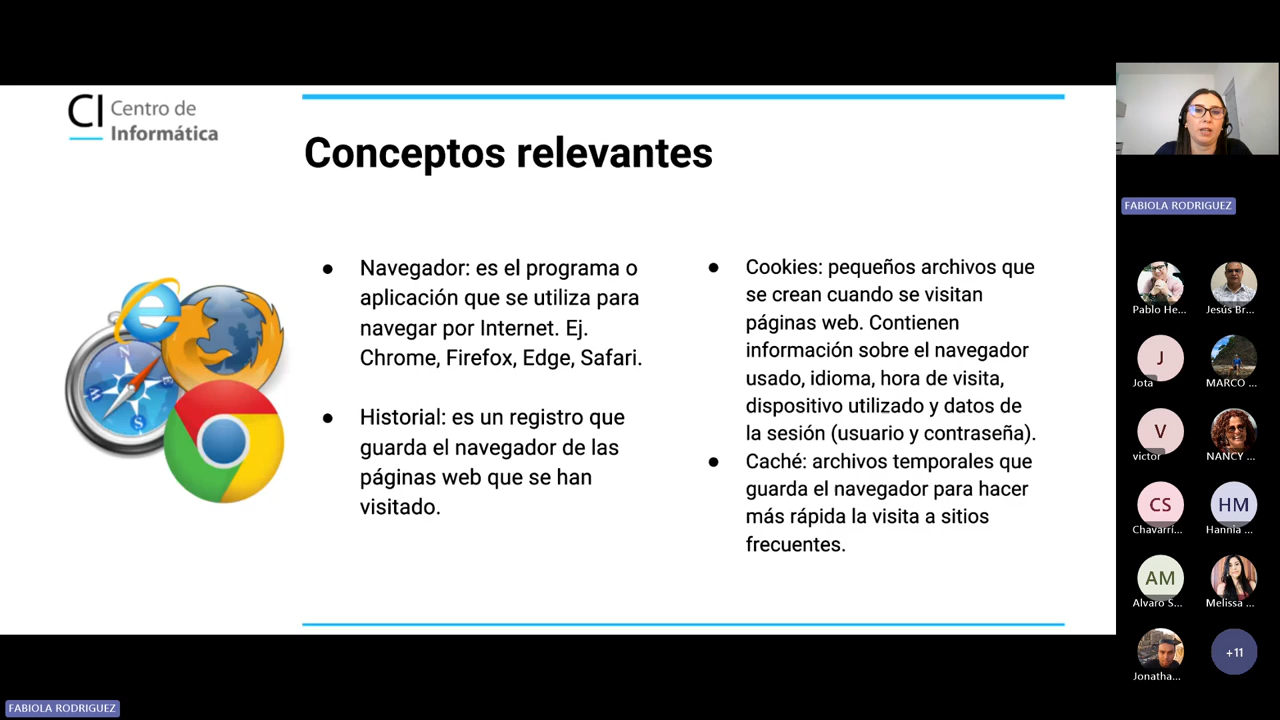 CI Centro de
Informática
Conceptos relevantes
● Navegador: es el programa o
aplicación que se utiliza para
navegar por Internet. Ej.
Chrome, Firefox, Edge, Safari.
● Historial: es un registro que
guarda el navegador de las
páginas web que se han
visitado.
● Cookies: pequeños archivos que
se crean cuando se visitan
páginas web. Contienen
información sobre el navegador
usado, idioma, hora de visita,
dispositivo utilizado y datos de
la sesión (usuario y contraseña).
● Caché: archivos temporales que
guarda el navegador para hacer
más rápida la visita a sitios
frecuentes.
FABIOLA RODRIGUEZ
Pablo He... Jesús Br...
J
Jota MARCO ...
V
victor NANCY ...
CS HM
Chavarrí... Hannia ...
AM
Alvaro S... Melissa ...
+11
Jonatha...
FABIOLA RODRIGUEZ